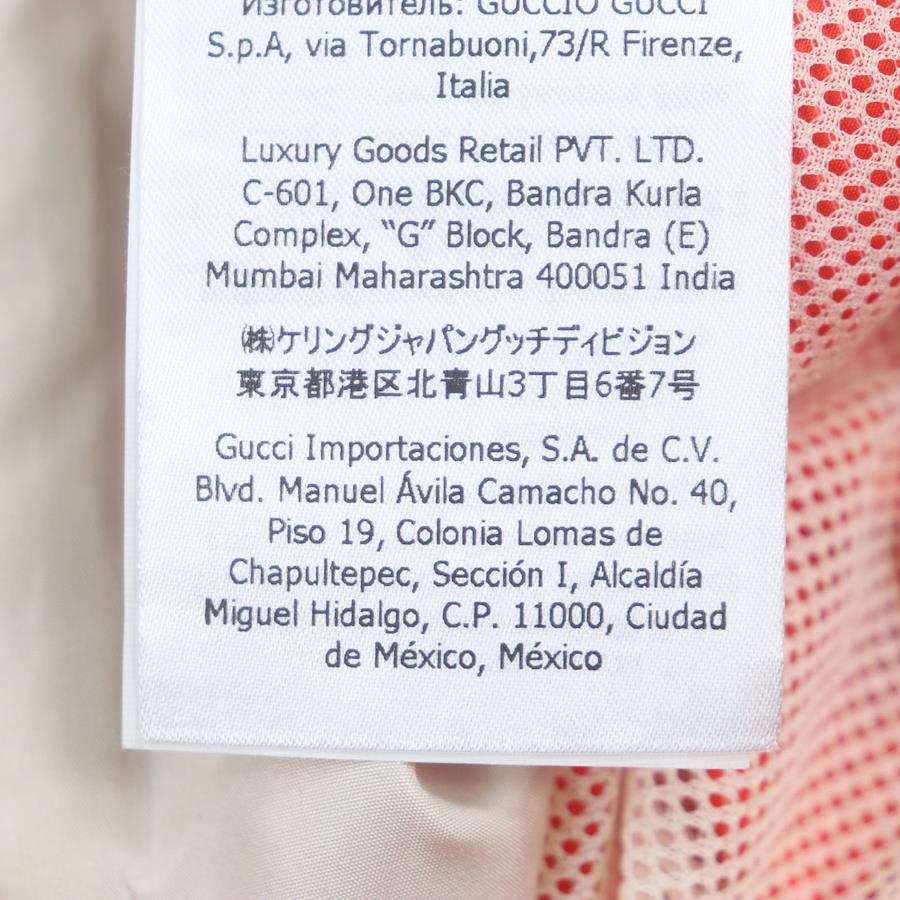 Изготовитель: GUCCIO GUCCI
S.p.A, via Tornabuoni,73/R Firenze,
Italia
Luxury Goods Retail PVT. LTD.
C-601, One BKC, Bandra Kurla
Complex, “G” Block, Bandra (E)
Mumbai Maharashtra 400051 India
㈱ケリングジャパングッチディビジョン
東京都港区北青山3丁目6番7号
Gucci Importaciones, S.A. de C.V.
Blvd. Manuel Ávila Camacho No. 40,
Piso 19, Colonia Lomas de
Chapultepec, Sección I, Alcaldía
Miguel Hidalgo, C.P. 11000, Ciudad
de México, México